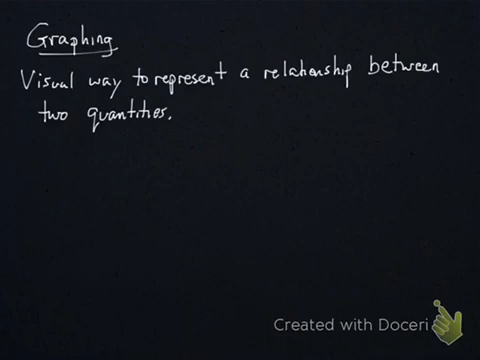 Graphing
Visual way to represent a relationship between
two quantities.
Created with Doceri